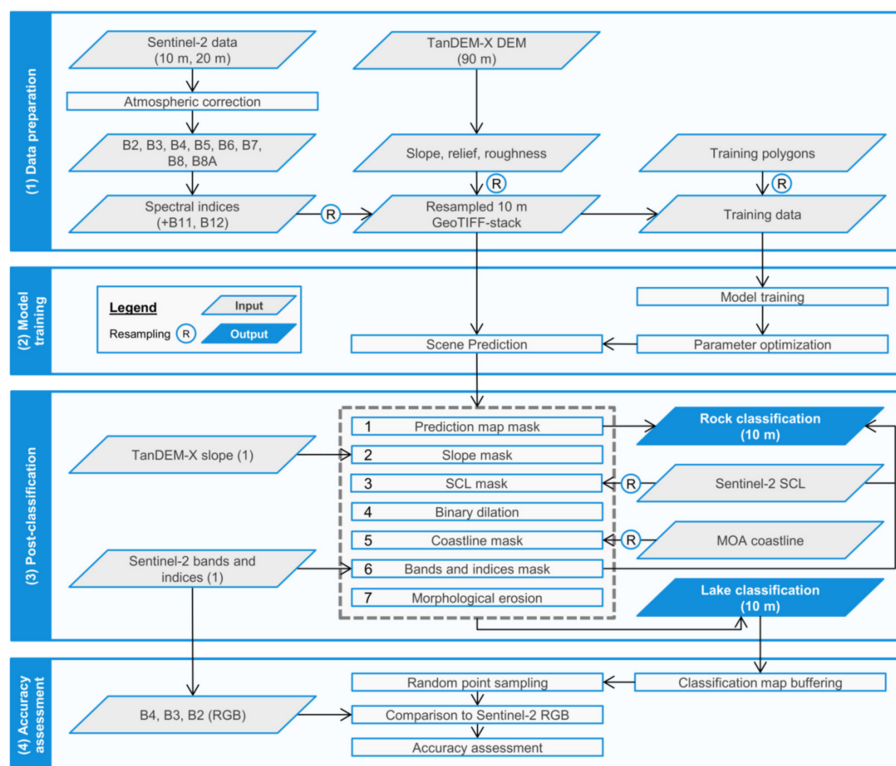 (1) Data preparation
Sentinel-2 data
(10 m, 20 m)
TanDEM-X DEM
(90 m)
Atmospheric correction
B2, B3, B4, B5, B6, B7,
B8, B8A
Slope, relief, roughness
Training polygons
R
R
Spectral indices
(+B11, B12)
R
Resampled 10 m
GeoTIFF-stack
Training data
(2) Model
training
Legend
Input
Resampling
R
Output
Model training
Scene Prediction
Parameter optimization
(3) Post-classification
1 Prediction map mask
Rock classification
(10 m)
TanDEM-X slope (1)
2 Slope mask
3 SCL mask
R
Sentinel-2 SCL
4 Binary dilation
5 Coastline mask
R
MOA coastline
Sentinel-2 bands and
indices (1)
6 Bands and indices mask
7 Morphological erosion
Lake classification
(10 m)
(4) Accuracy
assessment
Random point sampling
Classification map buffering
B4, B3, B2 (RGB)
Comparison to Sentinel-2 RGB
Accuracy assessment